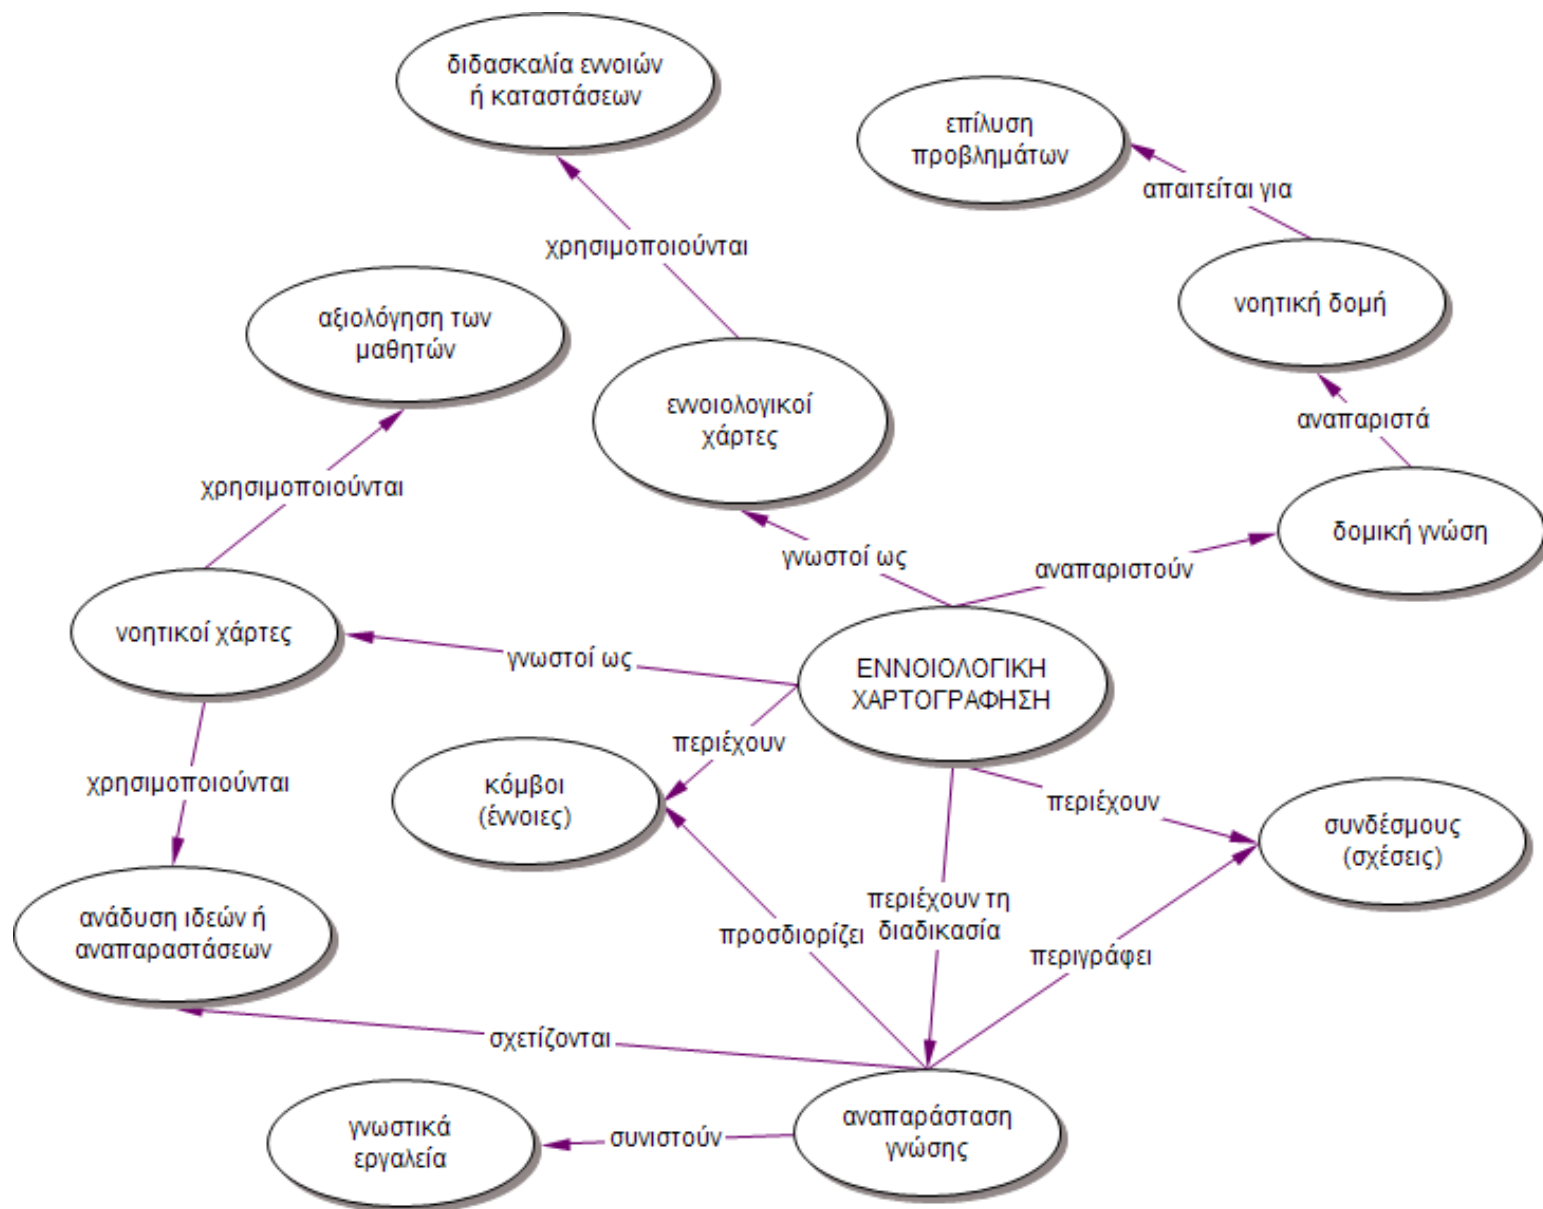 διδασκαλία εννοιών
ή καταστάσεων
επίλυση
προβλημάτων
απαιτείται για
χρησιμοποιούνται
νοητική δομή
αξιολόγηση των
μαθητών
εννοιολογικοί
χάρτες
αναπαριστά
χρησιμοποιούνται
δομική γνώση
γνωστοί ως
αναπαριστούν
νοητικοί χάρτες
γνωστοί ως
ΕΝΝΟΙΟΛΟΓΙΚΗ
ΧΑΡΤΟΓΡΑΦΗΣΗ
περιέχουν
χρησιμοποιούνται
κόμβοι
(έννοιες)
περιέχουν
συνδέσμους
(σχέσεις)
ανάδυση ιδεών ή
αναπαραστάσεων
προσδιορίζει
περιέχουν τη
διαδικασία
περιγράφει
σχετίζονται
γνωστικά
εργαλεία
συνιστούν
αναπαράσταση
γνώσης